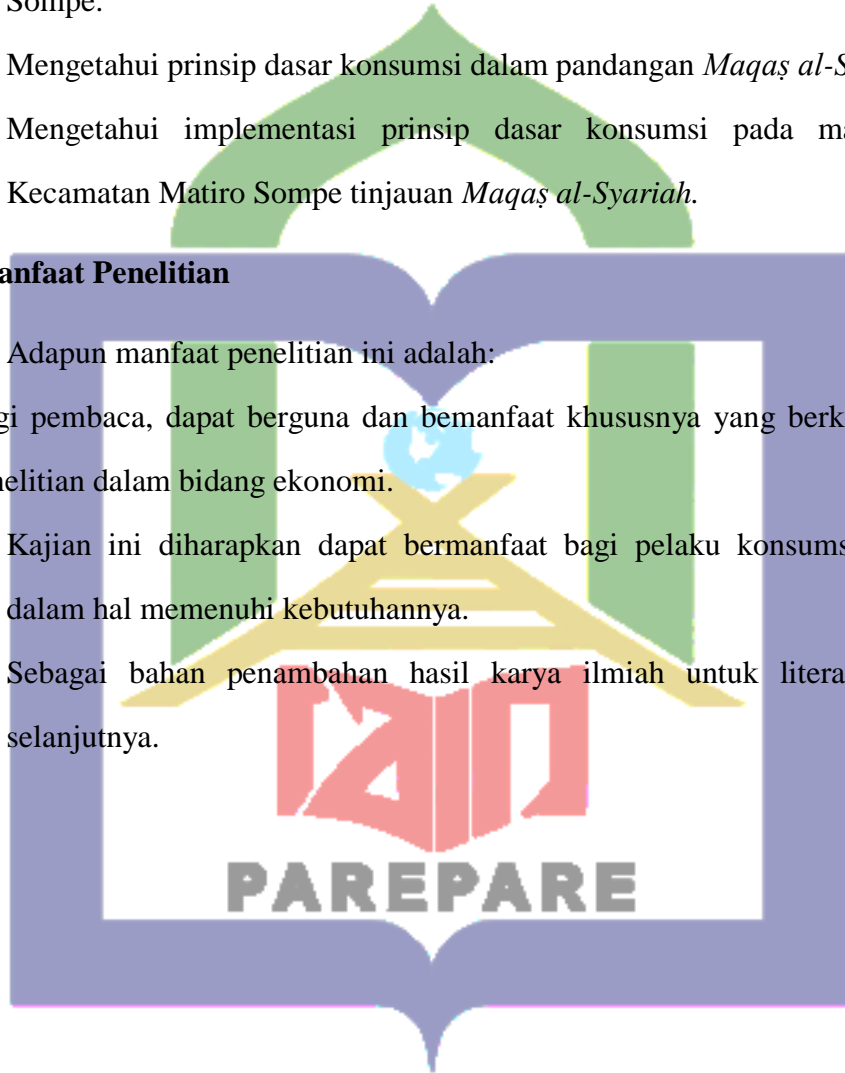 Sompe.
Mengetahui prinsip dasar konsumsi dalam pandangan Maqaṣ al-S
Mengetahui implementasi prinsip dasar konsumsi pada ma
Kecamatan Matiro Sompe tinjauan Maqaṣ al-Syariah.
anfaat Penelitian
Adapun manfaat penelitian ini adalah:
gi pembaca, dapat berguna dan bemanfaat khususnya yang berk
nelitian dalam bidang ekonomi.
Kajian ini diharapkan dapat bermanfaat bagi pelaku konsums
dalam hal memenuhi kebutuhannya.
Sebagai bahan penambahan hasil karya ilmiah untuk litera
selanjutnya.
iain
PAREPARE